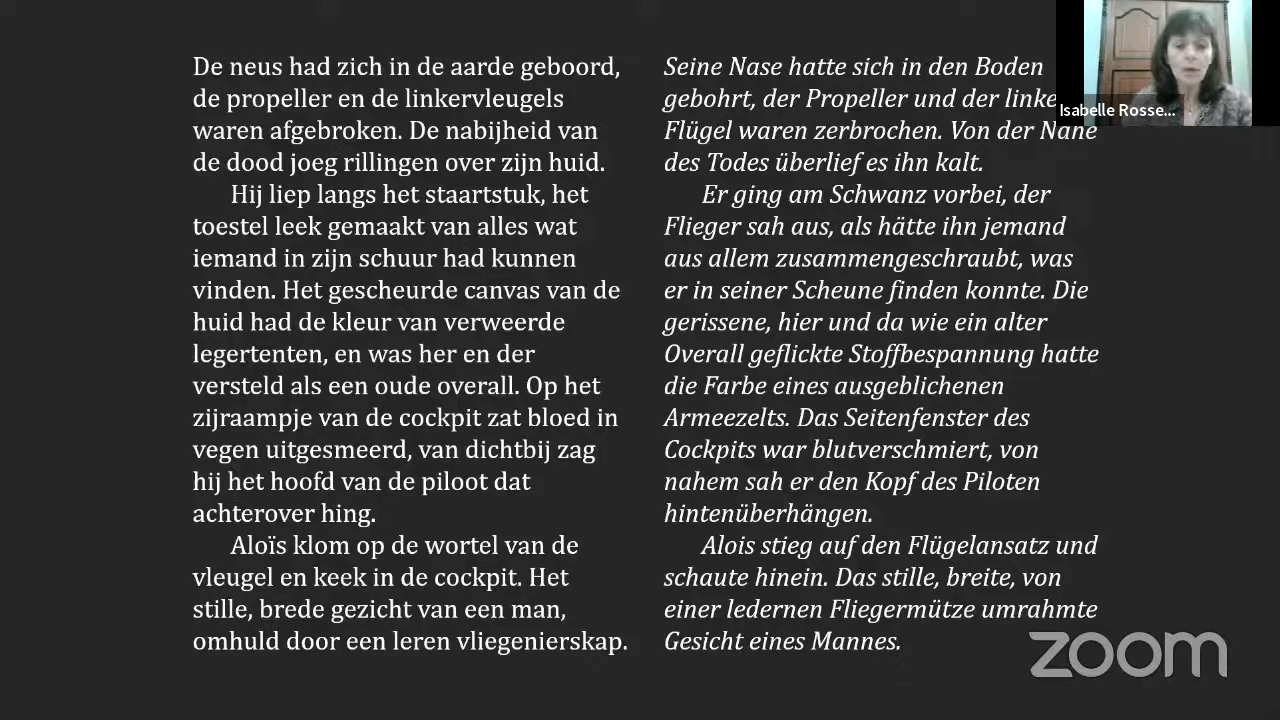 De neus had zich in de aarde geboord,
de propeller en de linkervleugels
waren afgebroken. De nabijheid van
de dood joeg rillingen over zijn huid.
Hij liep langs het staartstuk, het
toestel leek gemaakt van alles wat
iemand in zijn schuur had kunnen
vinden. Het gescheurde canvas van de
huid had de kleur van verweerde
legertenten, en was her en der
versteld als een oude overall. Op het
zijraampje van de cockpit zat bloed in
vegen uitgesmeerd, van dichtbij zag
hij het hoofd van de piloot dat
achterover hing.
Aloïs klom op de wortel van de
vleugel en keek in de cockpit. Het
stille, brede gezicht van een man,
omhuld door een leren vliegenierskap.
Seine Nase hatte sich in den Boden
gebohrt, der Propeller und der linke
Flügel waren zerbrochen. Von der Nähe
des Todes überlief es ihn kalt.
Er ging am Schwanz vorbei, der
Flieger sah aus, als hätte ihn jemand
aus allem zusammengeschraubt, was
er in seiner Scheune finden konnte. Die
gerissene, hier und da wie ein alter
Overall geflickte Stoffbespannung hatte
die Farbe eines ausgeblichenen
Armeezelts. Das Seitenfenster des
Cockpits war blutverschmiert, von
nahem sah er den Kopf des Piloten
hintenüberhängen.
Alois stieg auf den Flügelansatz und
schaute hinein. Das stille, breite, von
einer ledernen Fliegermütze umrahmte
Gesicht eines Mannes.
Isabelle Rosse...
zoom